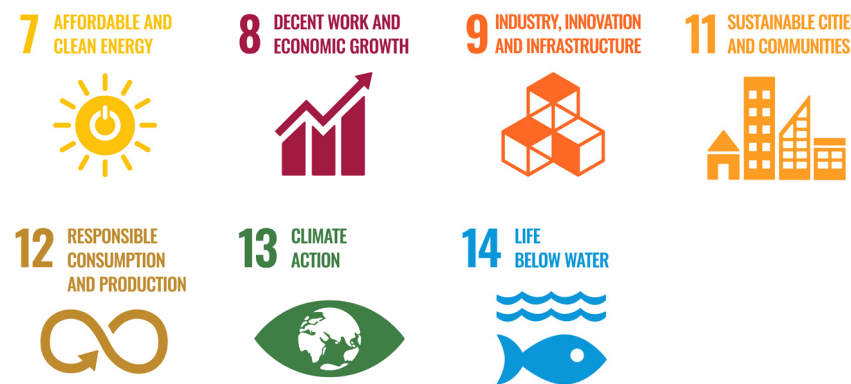 7 AFFORDABLE AND
CLEAN ENERGY
8 DECENT WORK AND
ECONOMIC GROWTH
9 INDUSTRY, INNOVATION
AND INFRASTRUCTURE
11 SUSTAINABLE CITIE
AND COMMUNITIES
12 RESPONSIBLE
CONSUMPTION
AND PRODUCTION
13 CLIMATE
ACTION
14 LIFE
BELOW WATER